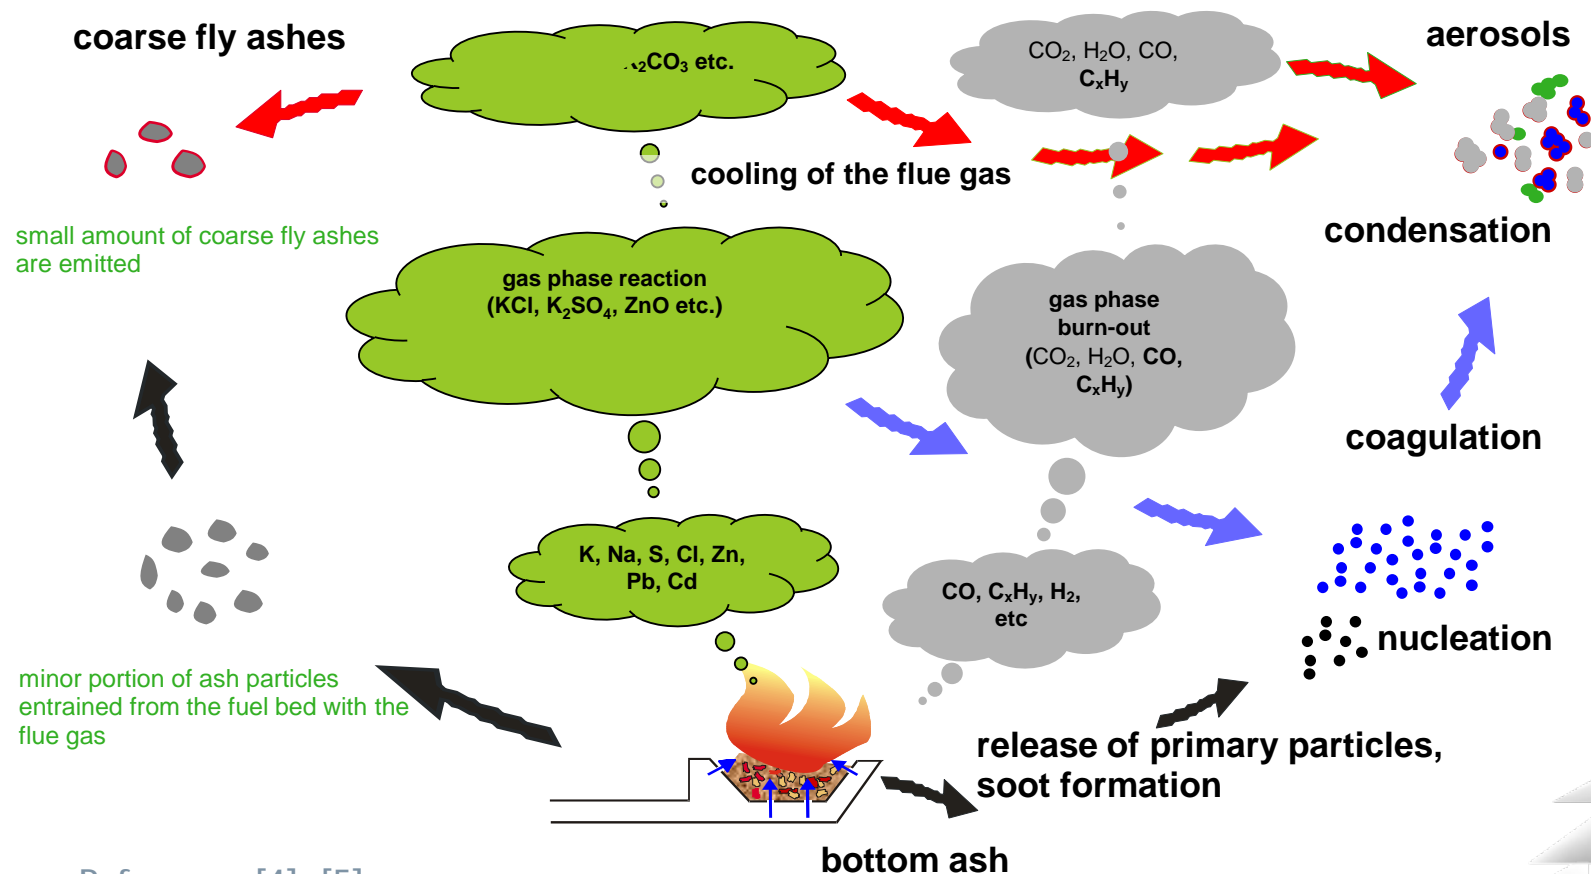 coarse fly ashes
₂CO₃ etc.
CO₂, H₂O, CO,
CₓHᵧ
aerosols
cooling of the flue gas
small amount of coarse fly ashes
are emitted
condensation
gas phase reaction
(KCl, K₂SO₄, ZnO etc.)
gas phase
burn-out
(CO₂, H₂O, CO,
CₓHᵧ)
coagulation
K, Na, S, Cl, Zn,
Pb, Cd
CO, CₓHᵧ, H₂,
etc
nucleation
minor portion of ash particles
entrained from the fuel bed with the
flue gas
release of primary particles,
soot formation
bottom ash
[4], [5]